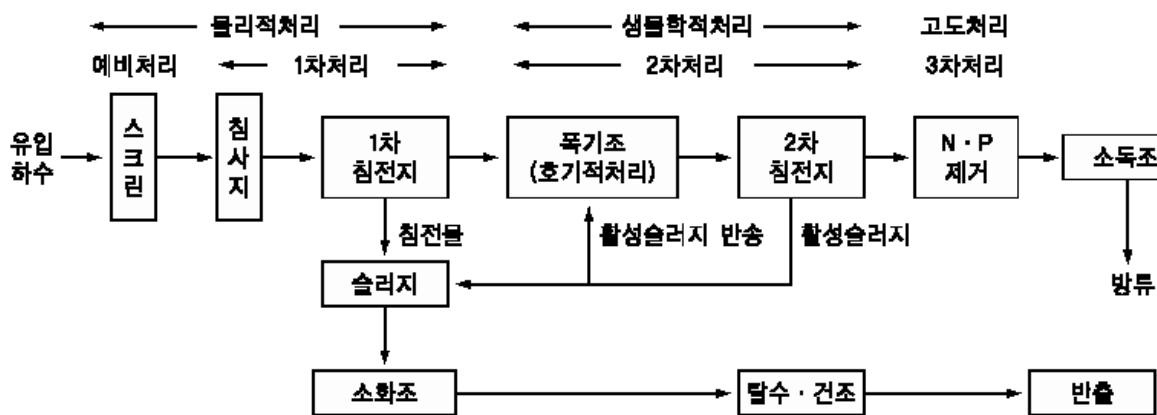 물리적처리
생물학적처리
고도처리
예비처리
1차처리
2차처리
3차처리
유입
하수
스
크
린
침
사
지
1차
침전지
폭기조
(호기적처리)
2차
침전지
N · P
제거
소독조
침전물
활성슬러지 반송
활성슬러지
슬러지
방류
소화조
탈수 · 건조
반출